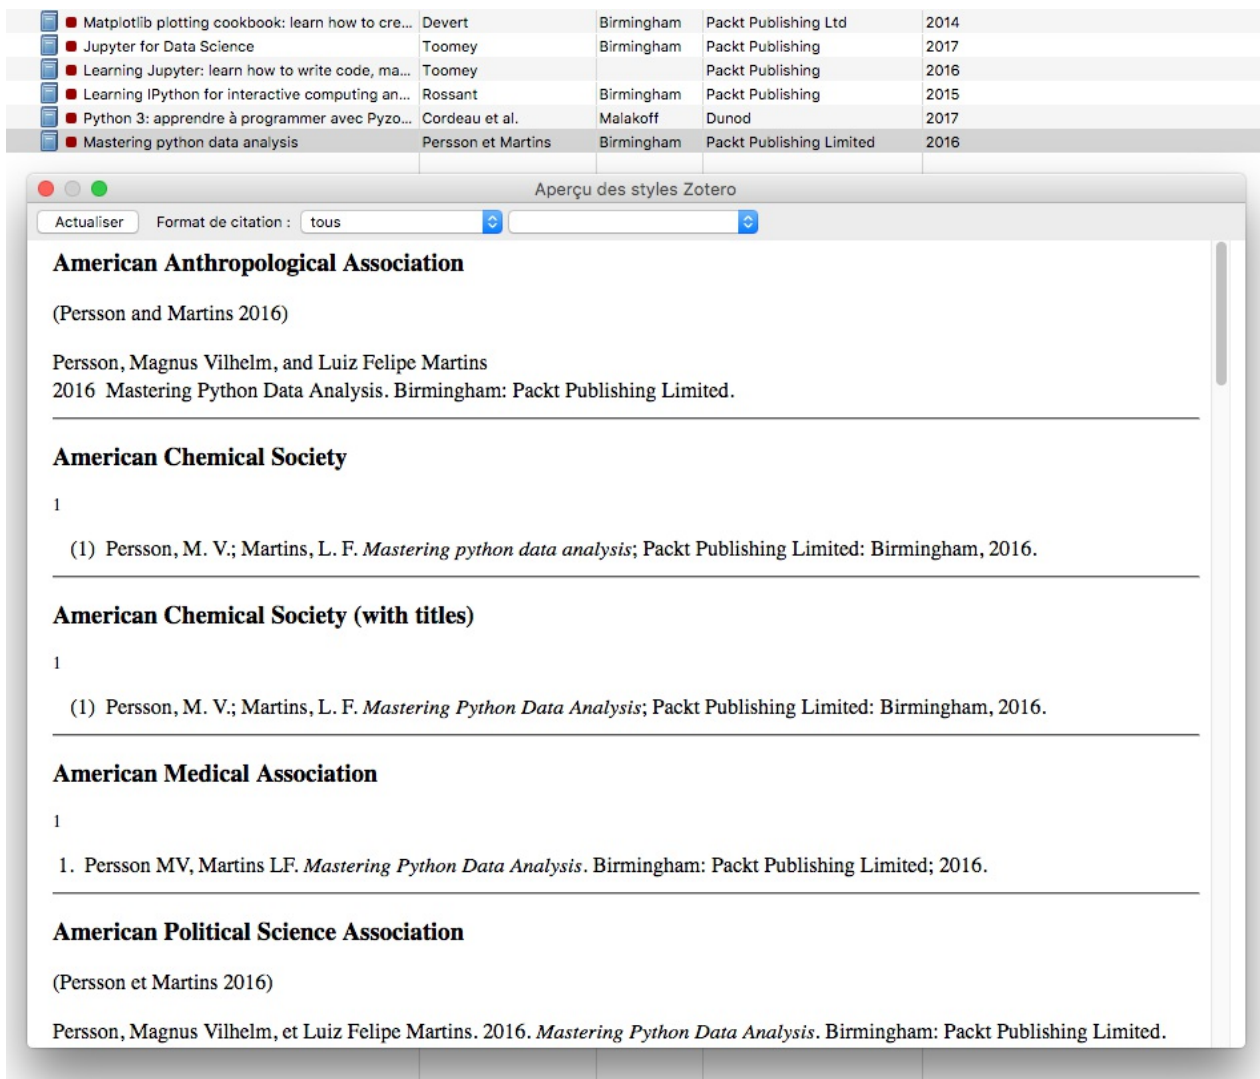 Matplotlib plotting cookbook: learn how to cre... Devert Birmingham Packt Publishing Ltd 2014
Jupyter for Data Science Toomey Birmingham Packt Publishing 2017
Learning Jupyter: learn how to write code, ma... Toomey Packt Publishing 2016
Learning IPython for interactive computing an... Rossant Birmingham Packt Publishing 2015
Python 3: apprendre à programmer avec Pyzo... Cordeau et al. Malakoff Dunod 2017
Mastering python data analysis Persson et Martins Birmingham Packt Publishing Limited 2016
Aperçu des styles Zotero
Actualiser Format de citation : tous
American Anthropological Association
(Persson and Martins 2016)
Persson, Magnus Vilhelm, and Luiz Felipe Martins
2016 Mastering Python Data Analysis. Birmingham: Packt Publishing Limited.
American Chemical Society
1
(1) Persson, M. V.; Martins, L. F. Mastering python data analysis; Packt Publishing Limited: Birmingham, 2016.
American Chemical Society (with titles)
1
(1) Persson, M. V.; Martins, L. F. Mastering Python Data Analysis; Packt Publishing Limited: Birmingham, 2016.
American Medical Association
1
1. Persson MV, Martins LF. Mastering Python Data Analysis. Birmingham: Packt Publishing Limited; 2016.
American Political Science Association
(Persson et Martins 2016)
Persson, Magnus Vilhelm, et Luiz Felipe Martins. 2016. Mastering Python Data Analysis. Birmingham: Packt Publishing Limited.